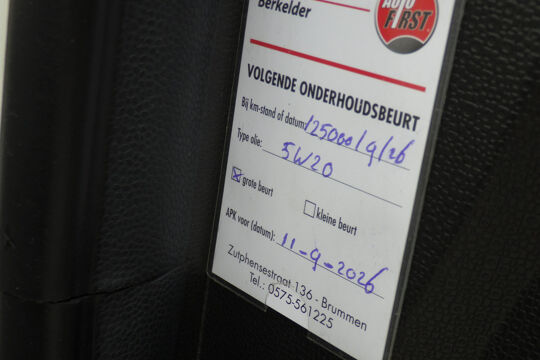 Berkelder
AUTO
FIRST
VOLGENDE ONDERHOUDSBEURT
Bij km-stand of datum: 125000/9/26
Type olie: 5W20
grote beurt
kleine beurt
APK voor (datum): 11-9-2026
Zutphensestraat 136 - Brummen
Tel.: 0575-561225